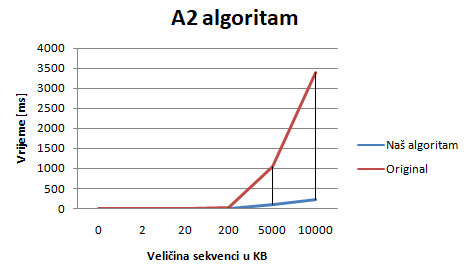 A2 algoritam
4000
3500
3000
2500
2000
1500
1000
500
0
Vrijeme [ms]
0 2 20 200 5000 10000
Veličina sekvenci u KB
Naš algoritam
Original